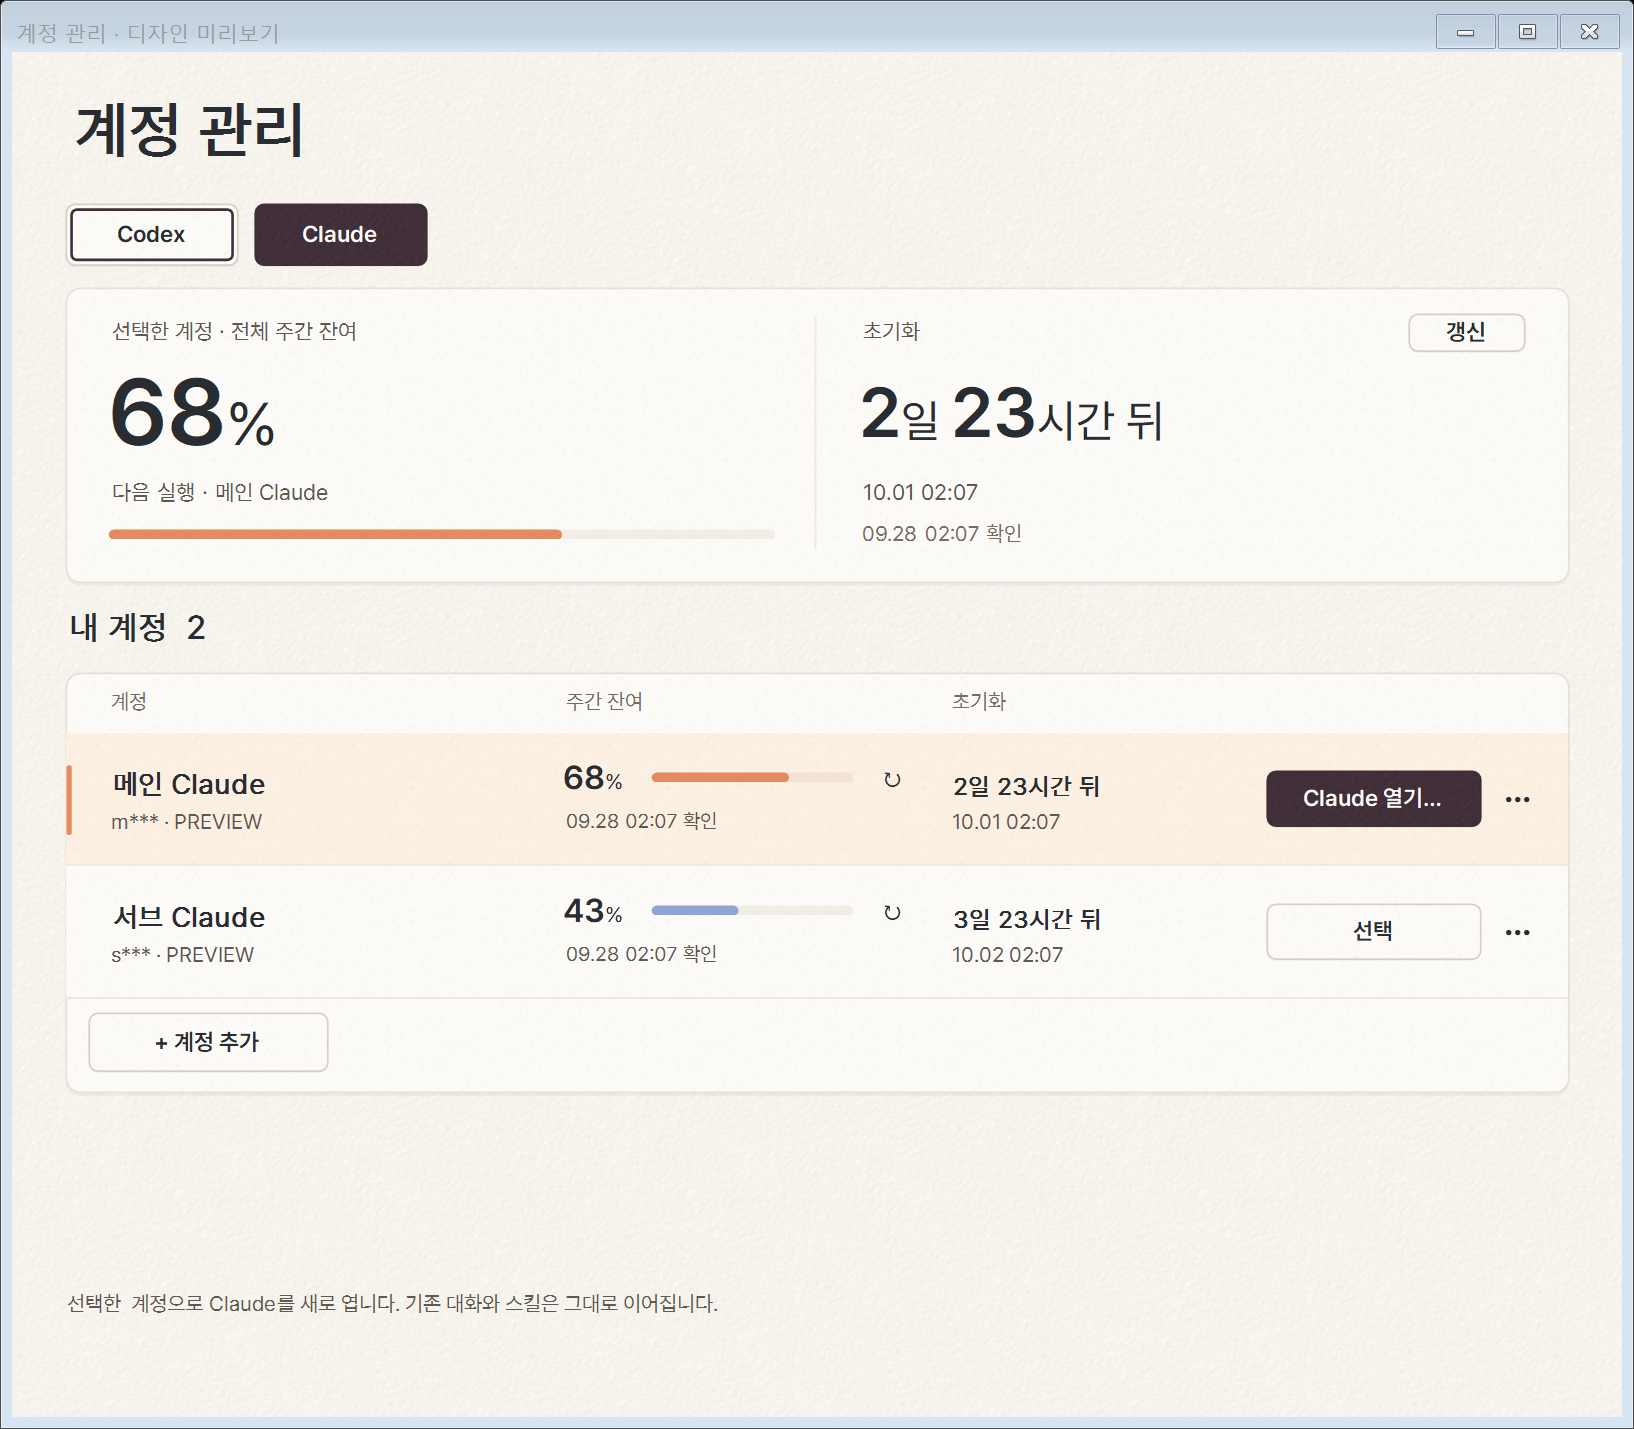 계정 관리 · 디자인 미리보기
계정 관리
Codex
Claude
선택한 계정 · 전체 주간 잔여
68%
다음 실행 · 메인 Claude
초기화
갱신
2일 23시간 뒤
10.01 02:07
09.28 02:07 확인
내 계정 2
계정 주간 잔여 초기화
메인 Claude
m*** · PREVIEW
68%
09.28 02:07 확인
↻
2일 23시간 뒤
10.01 02:07
Claude 열기...
•••
서브 Claude
s*** · PREVIEW
43%
09.28 02:07 확인
↻
3일 23시간 뒤
10.02 02:07
선택
•••
+ 계정 추가
선택한 계정으로 Claude를 새로 엽니다. 기존 대화와 스킬은 그대로 이어집니다.